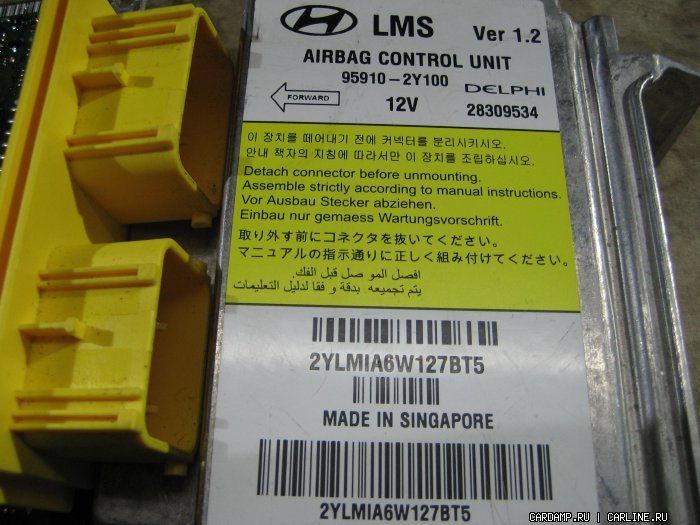 LMS Ver 1.2
AIRBAG CONTROL UNIT
95910-2Y100 DELPHI
FORWARD 12V 28309534
이 장치를 떼어내기 전에 커넥터를 분리시키시오.
안내 책자의 지침에 따라서만 이 장치를 조립하십시오.
Detach connector before unmounting.
Assemble strictly according to manual instructions.
Vor Ausbau Stecker abziehen.
Einbau nur gemaess Wartungsvorschrift.
取り外す前にコネクタを抜いてください。
マニュアルの指示通りに正しく組み付けてください。
افصل المو صل قبل الفك.
يتم تجميعه بدقة و فقا لدليل التعليمات
2YLMIA6W127BT5
MADE IN SINGAPORE
2YLMIA6W127BT5
CARDAMP.RU | CARLINE.RU